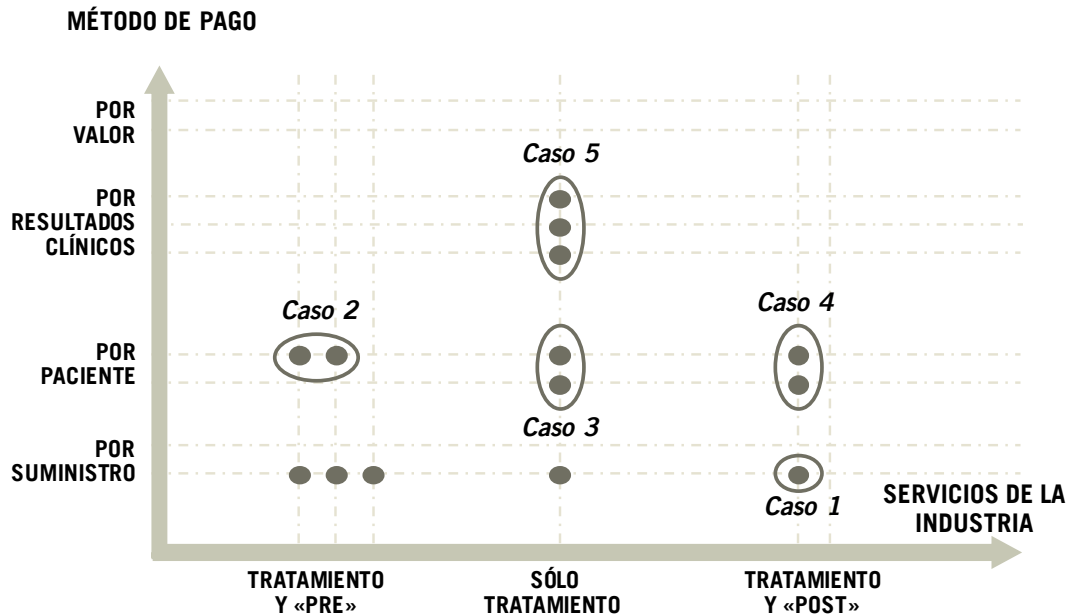 MÉTODO DE PAGO
POR
VALOR
Caso 5
POR
RESULTADOS
CLÍNICOS
Caso 2
Caso 4
POR
PACIENTE
Caso 3
POR
SUMINISTRO
Caso 1
SERVICIOS DE LA
INDUSTRIA
TRATAMIENTO
Y «PRE»
SÓLO
TRATAMIENTO
TRATAMIENTO
Y «POST»